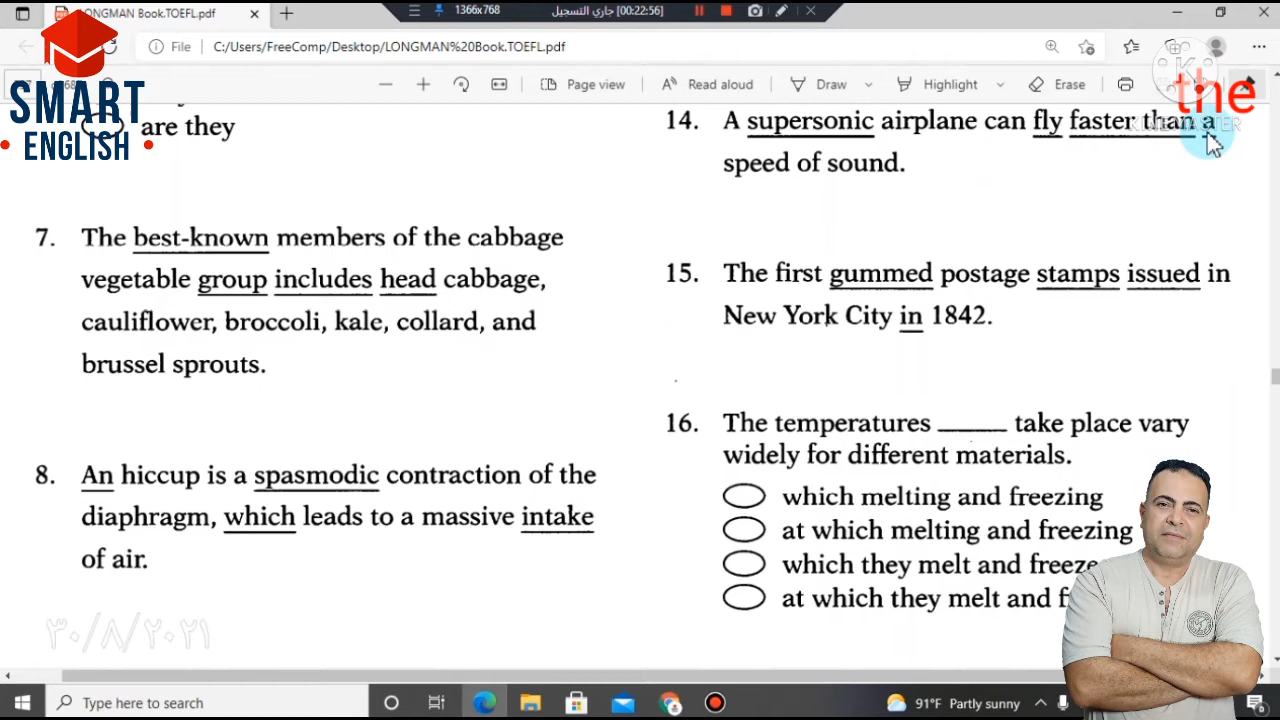 LONGMAN Book.TOEFL.pdf
1366x768
[00:22:56] جاري التسجيل
File
C:/Users/FreeComp/Desktop/LONGMAN%20Book.TOEFL.pdf
Page view
Read aloud
Draw
Highlight
Erase
SMART
ENGLISH
the
KINEMASTER
are they
7. The best-known members of the cabbage
vegetable group includes head cabbage,
cauliflower, broccoli, kale, collard, and
brussel sprouts.
8. An hiccup is a spasmodic contraction of the
diaphragm, which leads to a massive intake
of air.
٣٠/٨/٢٠٢١
14. A supersonic airplane can fly faster than a
speed of sound.
15. The first gummed postage stamps issued in
New York City in 1842.
16. The temperatures _____ take place vary
widely for different materials.
which melting and freezing
at which melting and freezing
which they melt and freeze
at which they melt and f
Type here to search
91°F Partly sunny